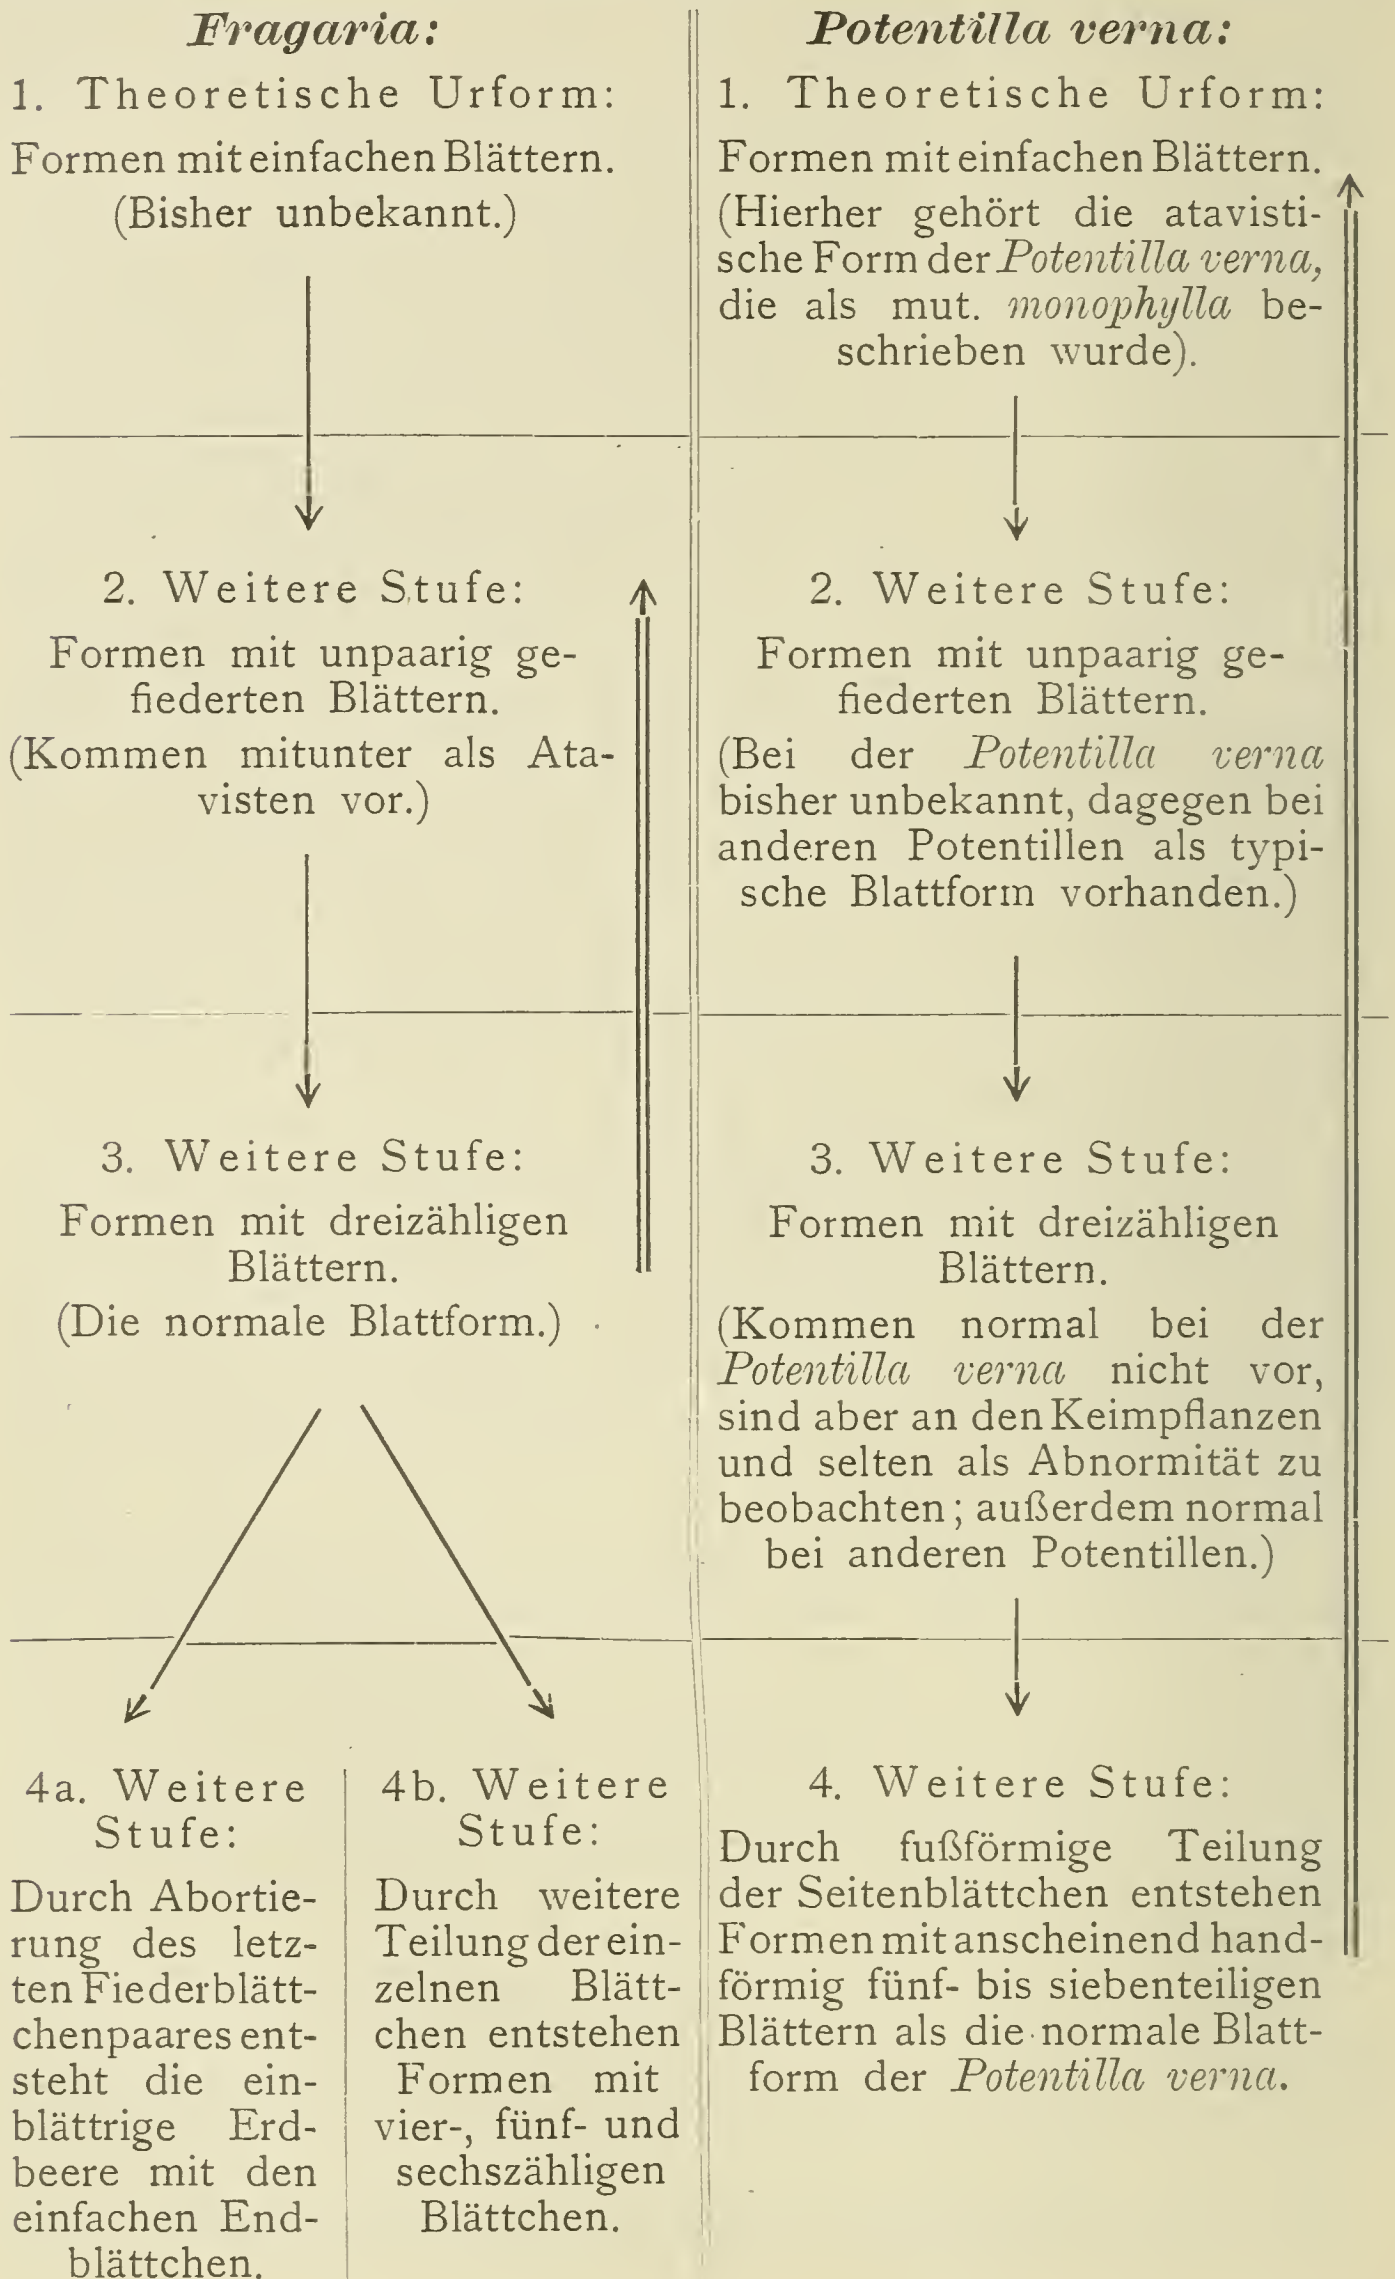 Fragaria:
1. Theoretische Urform:
Formen mit einfachen Blättern.
(Bisher unbekannt.)
2. Weitere Stufe:
Formen mit unpaarig ge-
fiederten Blättern.
(Kommen mitunter als Ata-
visten vor.)
3. Weitere Stufe:
Formen mit dreizähligen
Blättern.
(Die normale Blattform.)
4a. Weitere
Stufe:
Durch Abortie-
rung des letz-
ten Fiederblätt-
chenpaares ent-
steht die ein-
blättrige Erd-
beere mit den
einfachen End-
blättchen.
4b. Weitere
Stufe:
Durch weitere
Teilung der ein-
zelnen Blätt-
chen entstehen
Formen mit
vier-, fünf- und
sechszähligen
Blättchen.
Potentilla verna:
1. Theoretische Urform:
Formen mit einfachen Blättern.
(Hierher gehört die atavisti-
sche Form der Potentilla verna,
die als mut. monophylla be-
schrieben wurde).
2. Weitere Stufe:
Formen mit unpaarig ge-
fiederten Blättern.
(Bei der Potentilla verna
bisher unbekannt, dagegen bei
anderen Potentillen als typi-
sche Blattform vorhanden.)
3. Weitere Stufe:
Formen mit dreizähligen
Blättern.
(Kommen normal bei der
Potentilla verna nicht vor,
sind aber an den Keimpflanzen
und selten als Abnormität zu
beobachten; außerdem normal
bei anderen Potentillen.)
4. Weitere Stufe:
Durch fußförmige Teilung
der Seitenblättchen entstehen
Formen mit anscheinend hand-
förmig fünf- bis siebenteiligen
Blättern als die normale Blatt-
form der Potentilla verna.